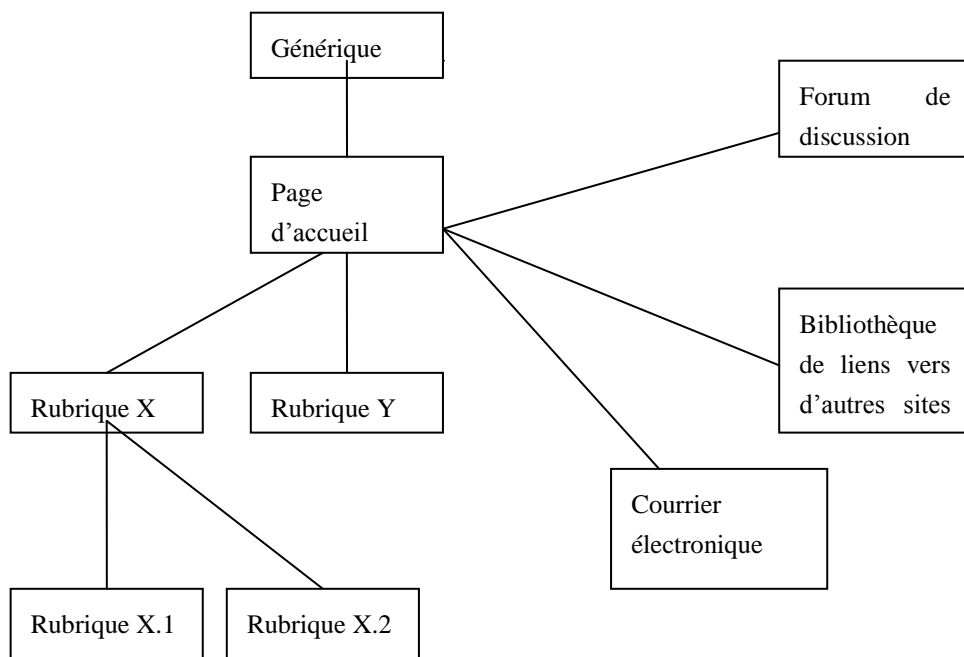 Générique
Forum de
discussion
Page
d’accueil
Bibliothèque
de liens vers
d’autres sites
Rubrique X
Rubrique Y
Courrier
électronique
Rubrique X.1
Rubrique X.2